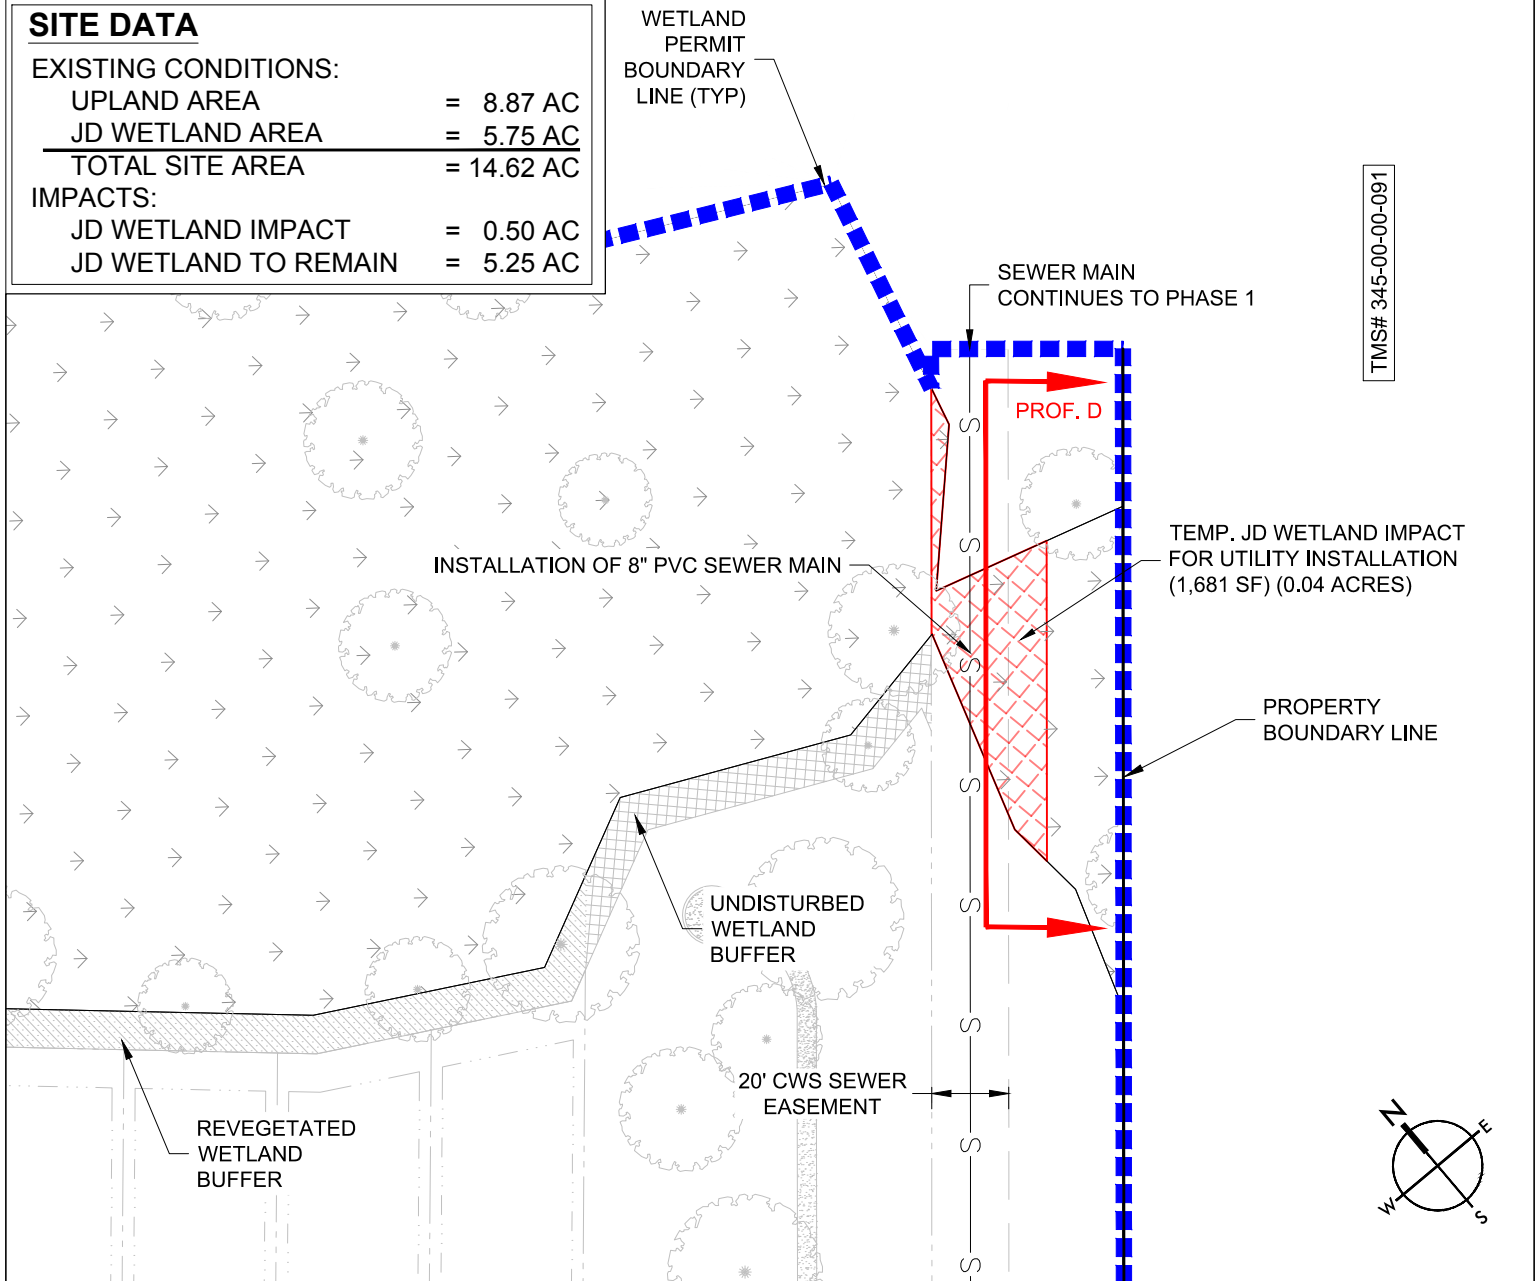 SITE DATA
EXISTING CONDITIONS:
UPLAND AREA = 8.87 AC
JD WETLAND AREA = 5.75 AC
TOTAL SITE AREA = 14.62 AC
IMPACTS:
JD WETLAND IMPACT = 0.50 AC
JD WETLAND TO REMAIN = 5.25 AC
WETLAND
PERMIT
BOUNDARY
LINE (TYP)
TMS# 345-00-00-091
SEWER MAIN
CONTINUES TO PHASE 1
PROF. D
S
S
TEMP. JD WETLAND IMPACT
FOR UTILITY INSTALLATION
(1,681 SF) (0.04 ACRES)
INSTALLATION OF 8" PVC SEWER MAIN
S
PROPERTY
BOUNDARY LINE
S
UNDISTURBED
WETLAND
BUFFER
S
S
20' CWS SEWER
EASEMENT
REVEGETATED
WETLAND
BUFFER
S
S
N
E
W
S